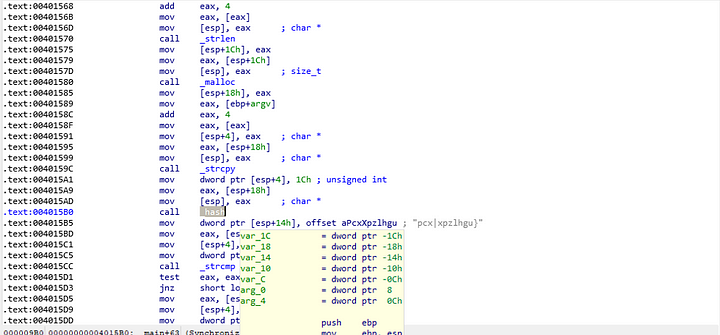 .text:00401568 add eax, 4
.text:0040156B mov eax, [eax]
.text:0040156D mov [esp], eax ; char *
.text:00401570 call _strlen
.text:00401575 mov [esp+1Ch], eax
.text:00401579 mov eax, [esp+1Ch]
.text:0040157D mov [esp], eax ; size_t
.text:00401580 call _malloc
.text:00401585 mov [esp+18h], eax
.text:00401589 mov eax, [ebp+argv]
.text:0040158C add eax, 4
.text:0040158F mov eax, [eax]
.text:00401591 mov [esp+4], eax ; char *
.text:00401595 mov eax, [esp+18h]
.text:00401599 mov [esp], eax ; char *
.text:0040159C call _strcpy
.text:004015A1 mov dword ptr [esp+4], 1Ch ; unsigned int
.text:004015A9 mov eax, [esp+18h]
.text:004015AD mov [esp], eax ; char *
.text:004015B0 call _hash
.text:004015B5 mov dword ptr [esp+14h], offset aPcxXpzlhgu ; "pcx|xpzlhgu}"
.text:004015BD mov eax, [es
.text:004015C1 mov [esp+4],
.text:004015C5 mov dword pt
.text:004015CC call _strcmp
.text:004015D1 test eax, eax
.text:004015D3 jnz short lo
.text:004015D5 mov eax, [es
.text:004015D9 mov [esp+4],
.text:004015DD mov dword pt
var_1C = dword ptr -1Ch
var_18 = dword ptr -18h
var_14 = dword ptr -14h
var_10 = dword ptr -10h
var_C = dword ptr -0Ch
arg_0 = dword ptr 8
arg_4 = dword ptr 0Ch
push ebp
mov ebp, esp
000009B0 00000000004015B0: main+63 (Synchroniz